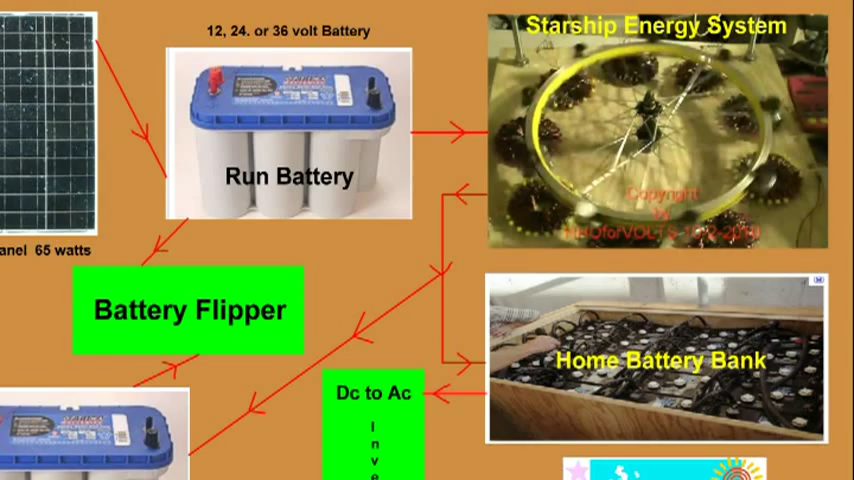 12, 24. or 36 volt Battery
Starship Energy System
Run Battery
Copyright
by
anel 65 watts
Battery Flipper
Home Battery Bank
Dc to Ac
I
n
v
e